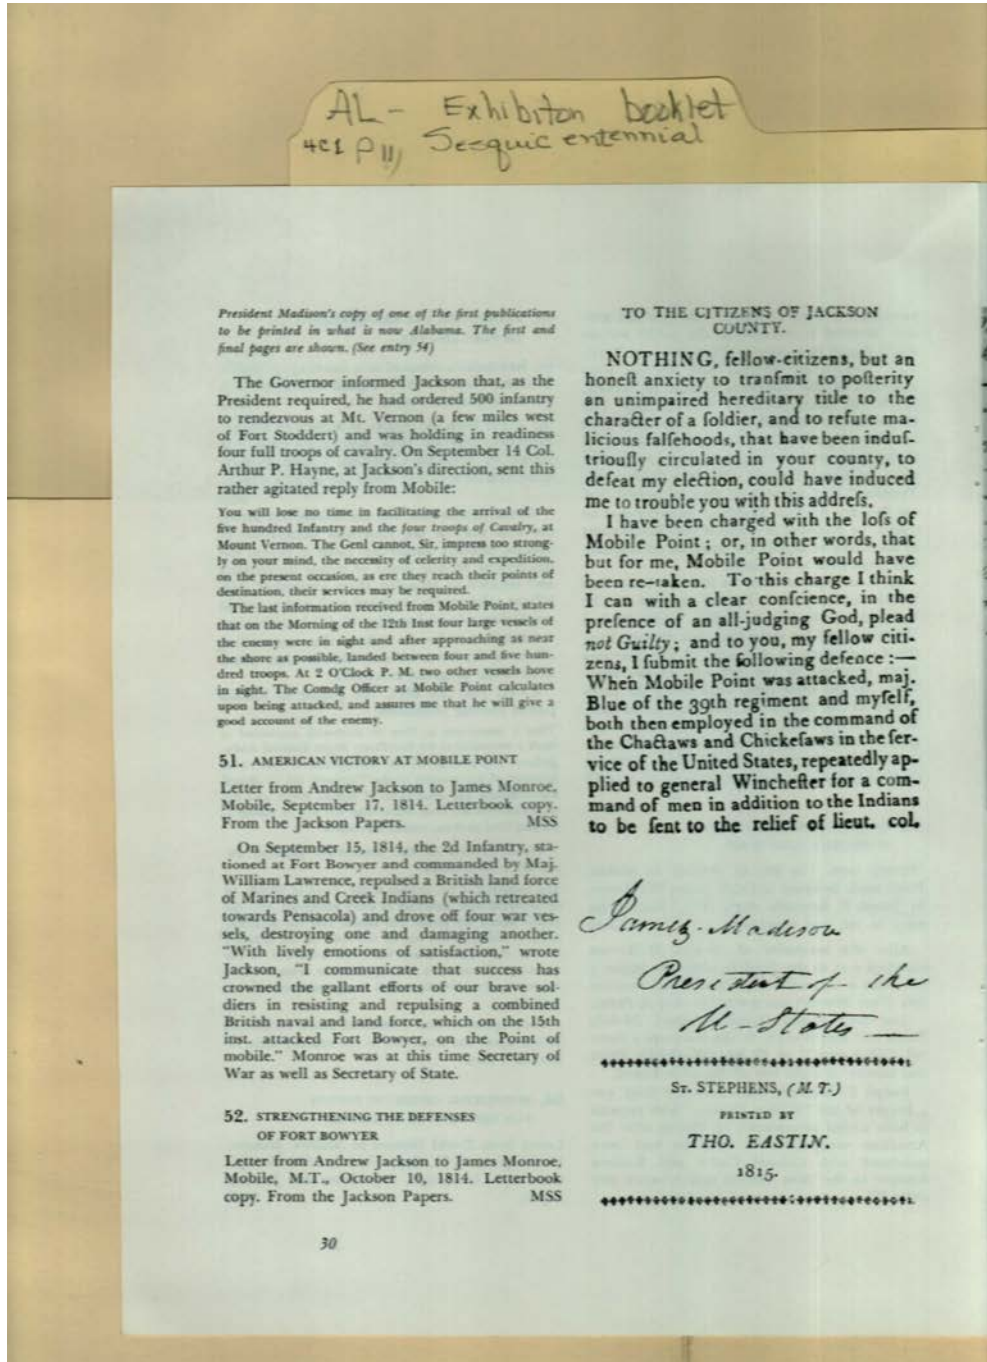 AL- Exhibiton booklet
4C1 P11, Sesquicentennial
President Madison's copy of one of the first publications
to be printed in what is now Alabama. The first and
final pages are shown. (See entry 54)
The Governor informed Jackson that, as the
President required, he had ordered 500 infantry
to rendezvous at Mt. Vernon (a few miles west
of Fort Stoddert) and was holding in readiness
four full troops of cavalry. On September 14 Col.
Arthur P. Hayne, at Jackson's direction, sent this
rather agitated reply from Mobile:
You will lose no time in facilitating the arrival of the
five hundred Infantry and the four troops of Cavalry, at
Mount Vernon. The Genl cannot, Sir, impress too strong-
ly on your mind, the necessity of celerity and expedition,
on the present occasion, as ere they reach their points of
destination, their services may be required.
The last information received from Mobile Point, states
that on the Morning of the 12th Inst four large vessels of
the enemy were in sight and after approaching as near
the shore as possible, landed between four and five hun-
dred troops. At 2 O'Clock P. M. two other vessels hove
in sight. The Comdg Officer at Mobile Point calculates
upon being attacked, and assures me that he will give a
good account of the enemy.
51. AMERICAN VICTORY AT MOBILE POINT
Letter from Andrew Jackson to James Monroe,
Mobile, September 17, 1814. Letterbook copy.
From the Jackson Papers. MSS
On September 15, 1814, the 2d Infantry, sta-
tioned at Fort Bowyer and commanded by Maj.
William Lawrence, repulsed a British land force
of Marines and Creek Indians (which retreated
towards Pensacola) and drove off four war ves-
sels, destroying one and damaging another.
"With lively emotions of satisfaction," wrote
Jackson, "I communicate that success has
crowned the gallant efforts of our brave sol-
diers in resisting and repulsing a combined
British naval and land force, which on the 15th
inst. attacked Fort Bowyer, on the Point of
mobile." Monroe was at this time Secretary of
War as well as Secretary of State.
52. STRENGTHENING THE DEFENSES
OF FORT BOWYER
Letter from Andrew Jackson to James Monroe,
Mobile, M.T., October 10, 1814. Letterbook
copy. From the Jackson Papers. MSS
30
TO THE CITIZENS OF JACKSON
COUNTY.
NOTHING, fellow-citizens, but an
honeſt anxiety to tranſmit to poſterity
an unimpaired hereditary title to the
character of a ſoldier, and to refute ma-
licious falſehoods, that have been induſ-
triouſly circulated in your county, to
defeat my election, could have induced
me to trouble you with this addreſs.
I have been charged with the loſs of
Mobile Point; or, in other words, that
but for me, Mobile Point would have
been re-taken. To this charge I think
I can with a clear conſcience, in the
preſence of an all-judging God, plead
not Guilty; and to you, my fellow citi-
zens, I ſubmit the following defence :—
When Mobile Point was attacked, maj.
Blue of the 39th regiment and myſelf,
both then employed in the command of
the Chactaws and Chickeſaws in the ſer-
vice of the United States, repeatedly ap-
plied to general Wincheſter for a com-
mand of men in addition to the Indians
to be ſent to the relief of lieut. col.
James Madison
President of the
U-States
ST. STEPHENS, (M. T.)
PRINTED BY
THO. EASTIN.
1815.